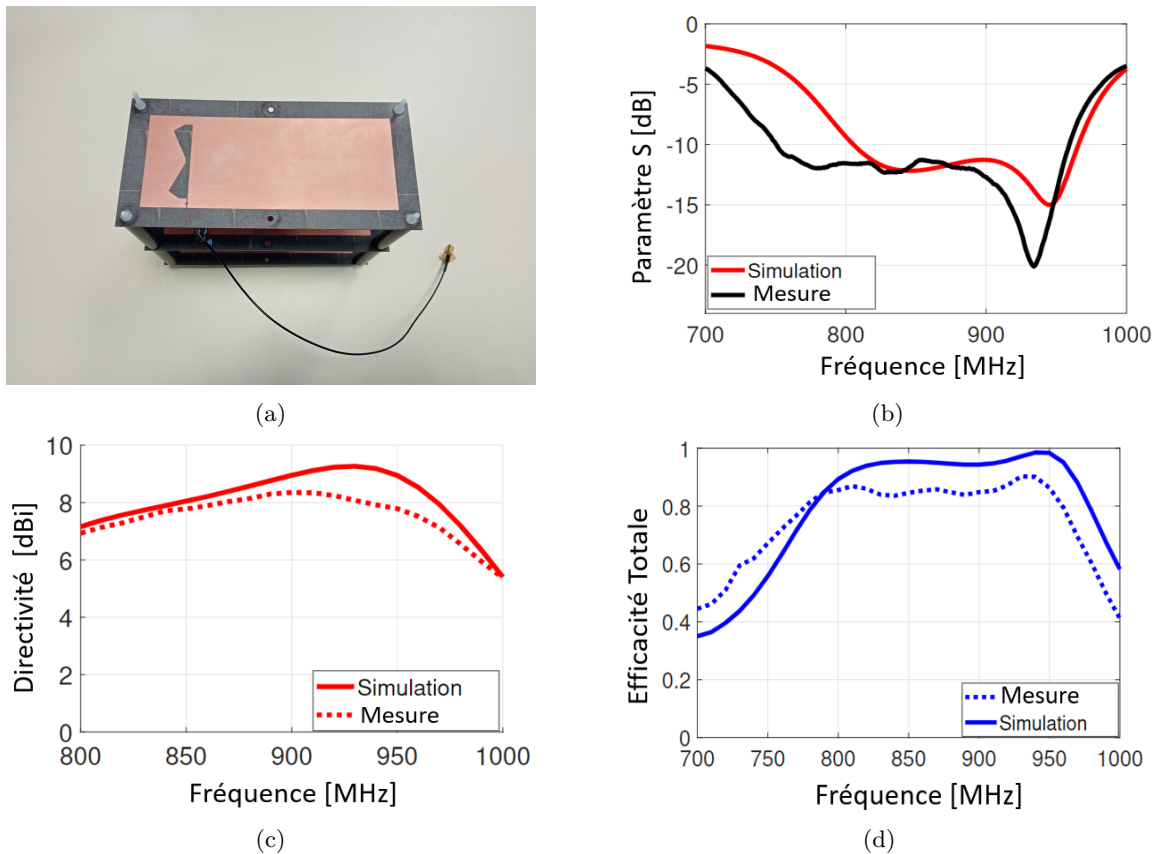 (a)
0
-5
-10
-15
-20
700
800
900
1000
Paramètre S [dB]
Fréquence [MHz]
Simulation
Mesure
(b)
10
8
6
4
2
0
800
850
900
950
1000
Directivité [dBi]
Fréquence [MHz]
Simulation
Mesure
(c)
1
0.8
0.6
0.4
0.2
0
700
750
800
850
900
950
1000
Efficacité Totale
Fréquence [MHz]
Mesure
Simulation
(d)